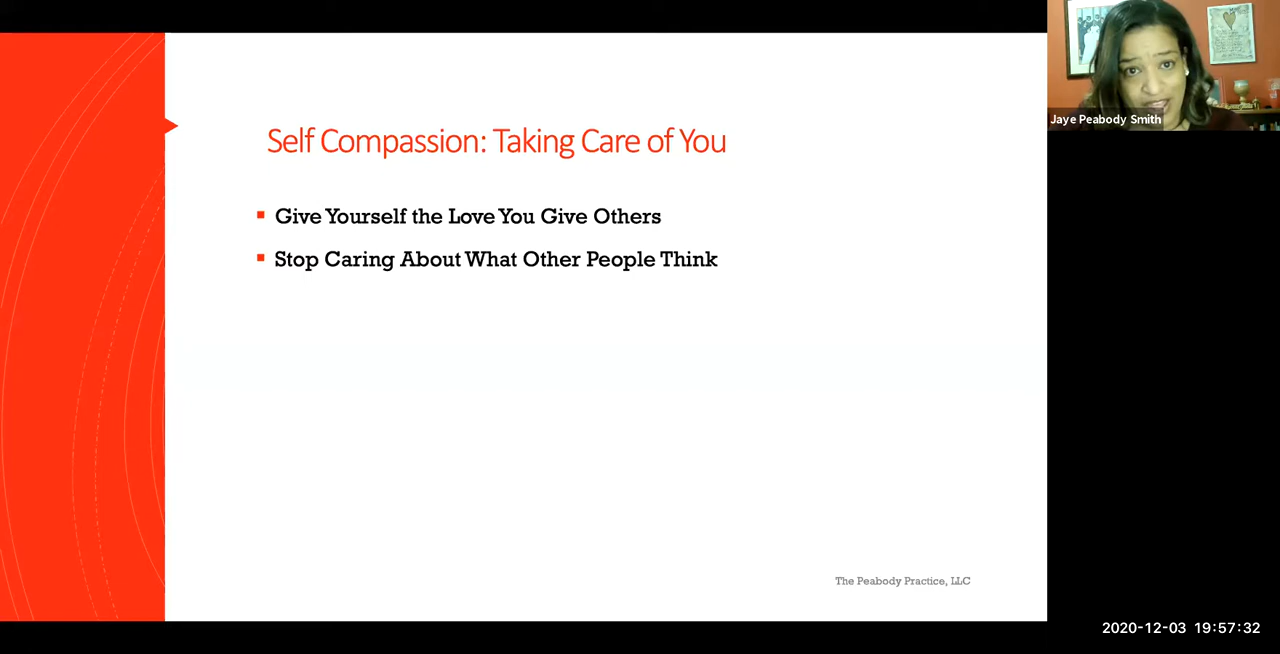 Self Compassion: Taking Care of You
Give Yourself the Love You Give Others
Stop Caring About What Other People Think
The Peabody Practice, LLC
Jaye Peabody Smith
2020-12-03 19:57:32